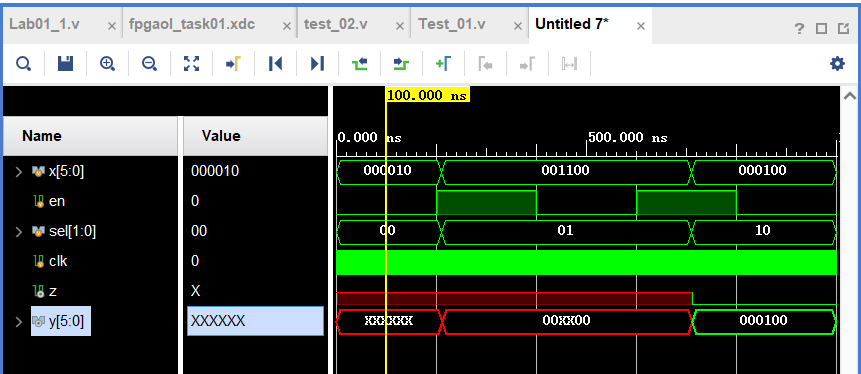 Lab01_1.v × fpgaol_task01.xdc × test_02.v × Test_01.v × Untitled 7* ×
100.000 ns
Name Value
0.000 ns 500.000 ns
x[5:0] 000010 000010 001100 000100
en 0
sel[1:0] 00 00 01 10
clk 0
z X
y[5:0] XXXXXX XXXXXX 00XX00 000100